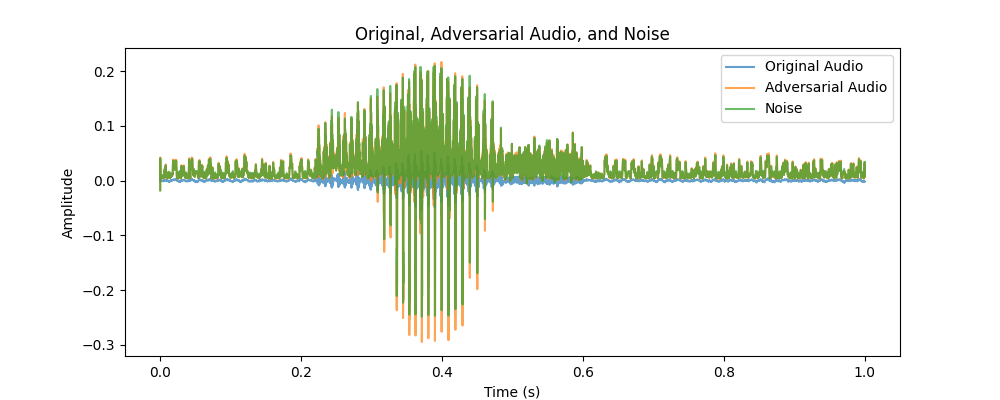 Original, Adversarial Audio, and Noise
Original Audio
Adversarial Audio
Noise
Amplitude
0.2
0.1
0.0
−0.1
−0.2
−0.3
0.0 0.2 0.4 0.6 0.8 1.0
Time (s)